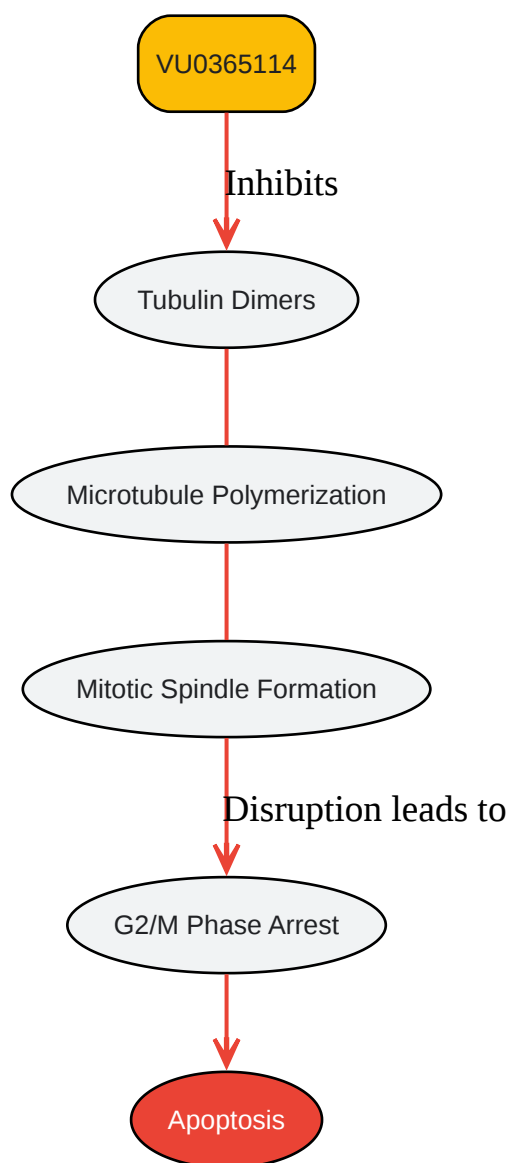 VU0365114
Inhibits
Tubulin Dimers
Microtubule Polymerization
Mitotic Spindle Formation
Disruption leads to
G2/M Phase Arrest
Apoptosis